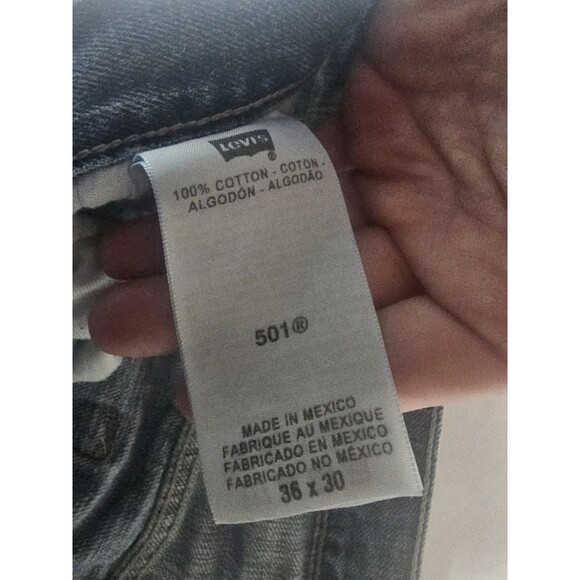 Levi's
®
100% COTTON - COTON -
ALGODÓN - ALGODÃO
501®
MADE IN MEXICO
FABRIQUE AU MEXIQUE
FABRICADO EN MÉXICO
FABRICADO NO MÉXICO
36 x 30